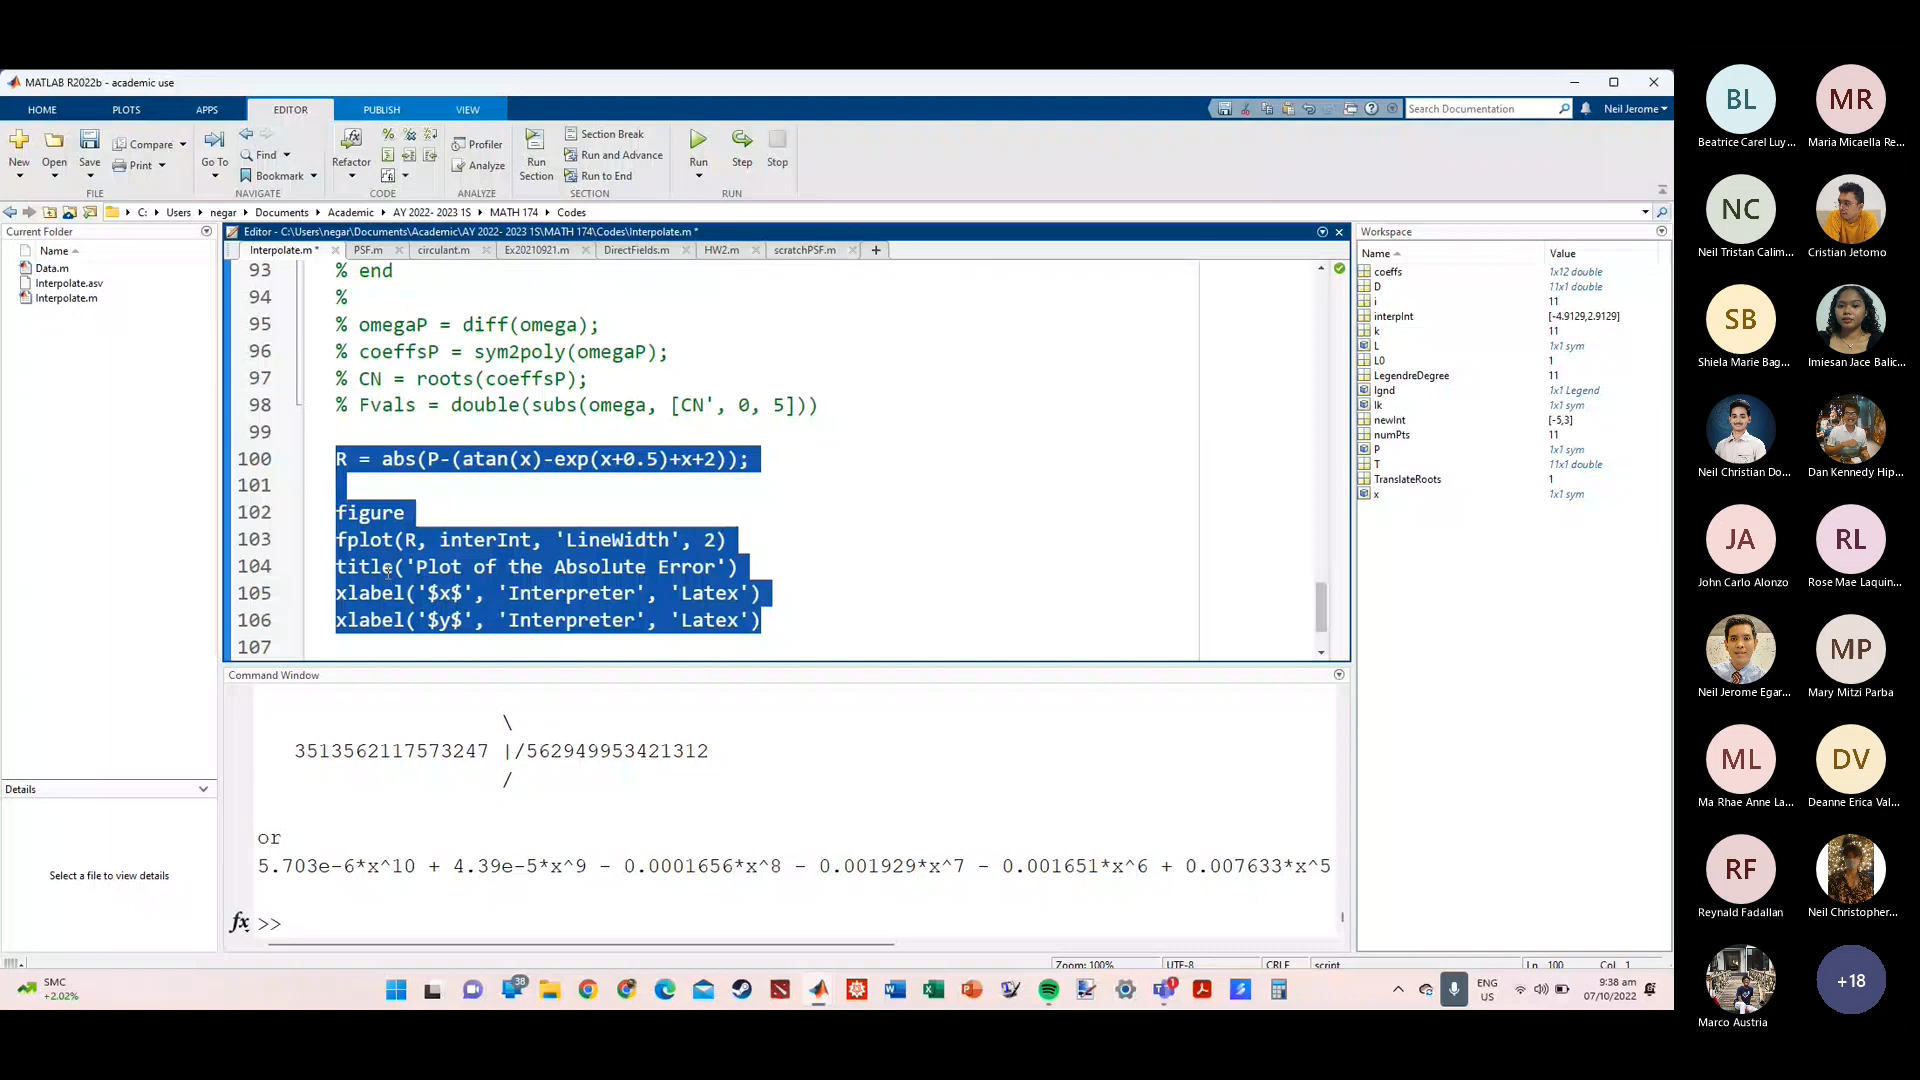 MATLAB R2022b - academic use
HOME PLOTS APPS EDITOR PUBLISH VIEW
Search Documentation
Neil Jerome
New Open Save Compare Print
Go To Find Bookmark
Refactor
Profiler Analyze
Run Section
Section Break
Run and Advance
Run to End
Run Step Stop
FILE NAVIGATE CODE ANALYZE SECTION RUN
C: Users negar Documents Academic AY 2022- 2023 1S MATH 174 Codes
Current Folder
Name
Data.m
Interpolate.asv
Interpolate.m
Details
Select a file to view details
Editor - C:\Users\negar\Documents\Academic\AY 2022- 2023 1S\MATH 174\Codes\Interpolate.m *
Interpolate.m * PSF.m circulant.m Ex20210921.m DirectFields.m HW2.m scratchPSF.m +
93 % end
94 %
95 % omegaP = diff(omega);
96 % coeffsP = sym2poly(omegaP);
97 % CN = roots(coeffsP);
98 % Fvals = double(subs(omega, [CN', 0, 5]))
99
100 R = abs(P-(atan(x)-exp(x+0.5)+x+2));
101
102 figure
103 fplot(R, interInt, 'LineWidth', 2)
104 title('Plot of the Absolute Error')
105 xlabel('$x$', 'Interpreter', 'Latex')
106 xlabel('$y$', 'Interpreter', 'Latex')
107
Command Window
\
3513562117573247 |/562949953421312
/
or
5.703e-6*x^10 + 4.39e-5*x^9 - 0.0001656*x^8 - 0.001929*x^7 - 0.001651*x^6 + 0.007633*x^5
fx >>
Zoom: 100% UTF-8 CRLF script Ln 100 Col 1
Workspace
Name Value
coeffs 1x12 double
D 11x1 double
i 11
interpInt [-4.9129,2.9129]
k 11
L 1x1 sym
L0 1
LegendreDegree 11
lgnd 1x1 Legend
lk 1x1 sym
newInt [-5,3]
numPts 11
P 1x1 sym
T 11x1 double
TranslateRoots 1
x 1x1 sym
SMC
+2.02%
38
1
ENG
US
9:38 am
07/10/2022
BL MR
Beatrice Carel Luy... Maria Micaella Re...
NC
Neil Tristan Calim... Cristian Jetomo
SB
Shiela Marie Bag... Imiesan Jace Balic...
Neil Christian Do... Dan Kennedy Hip...
JA RL
John Carlo Alonzo Rose Mae Laquin...
MP
Neil Jerome Egar... Mary Mitzi Parba
ML DV
Ma Rhae Anne La... Deanne Erica Val...
RF
Reynald Fadallan Neil Christopher...
+18
Marco Austria